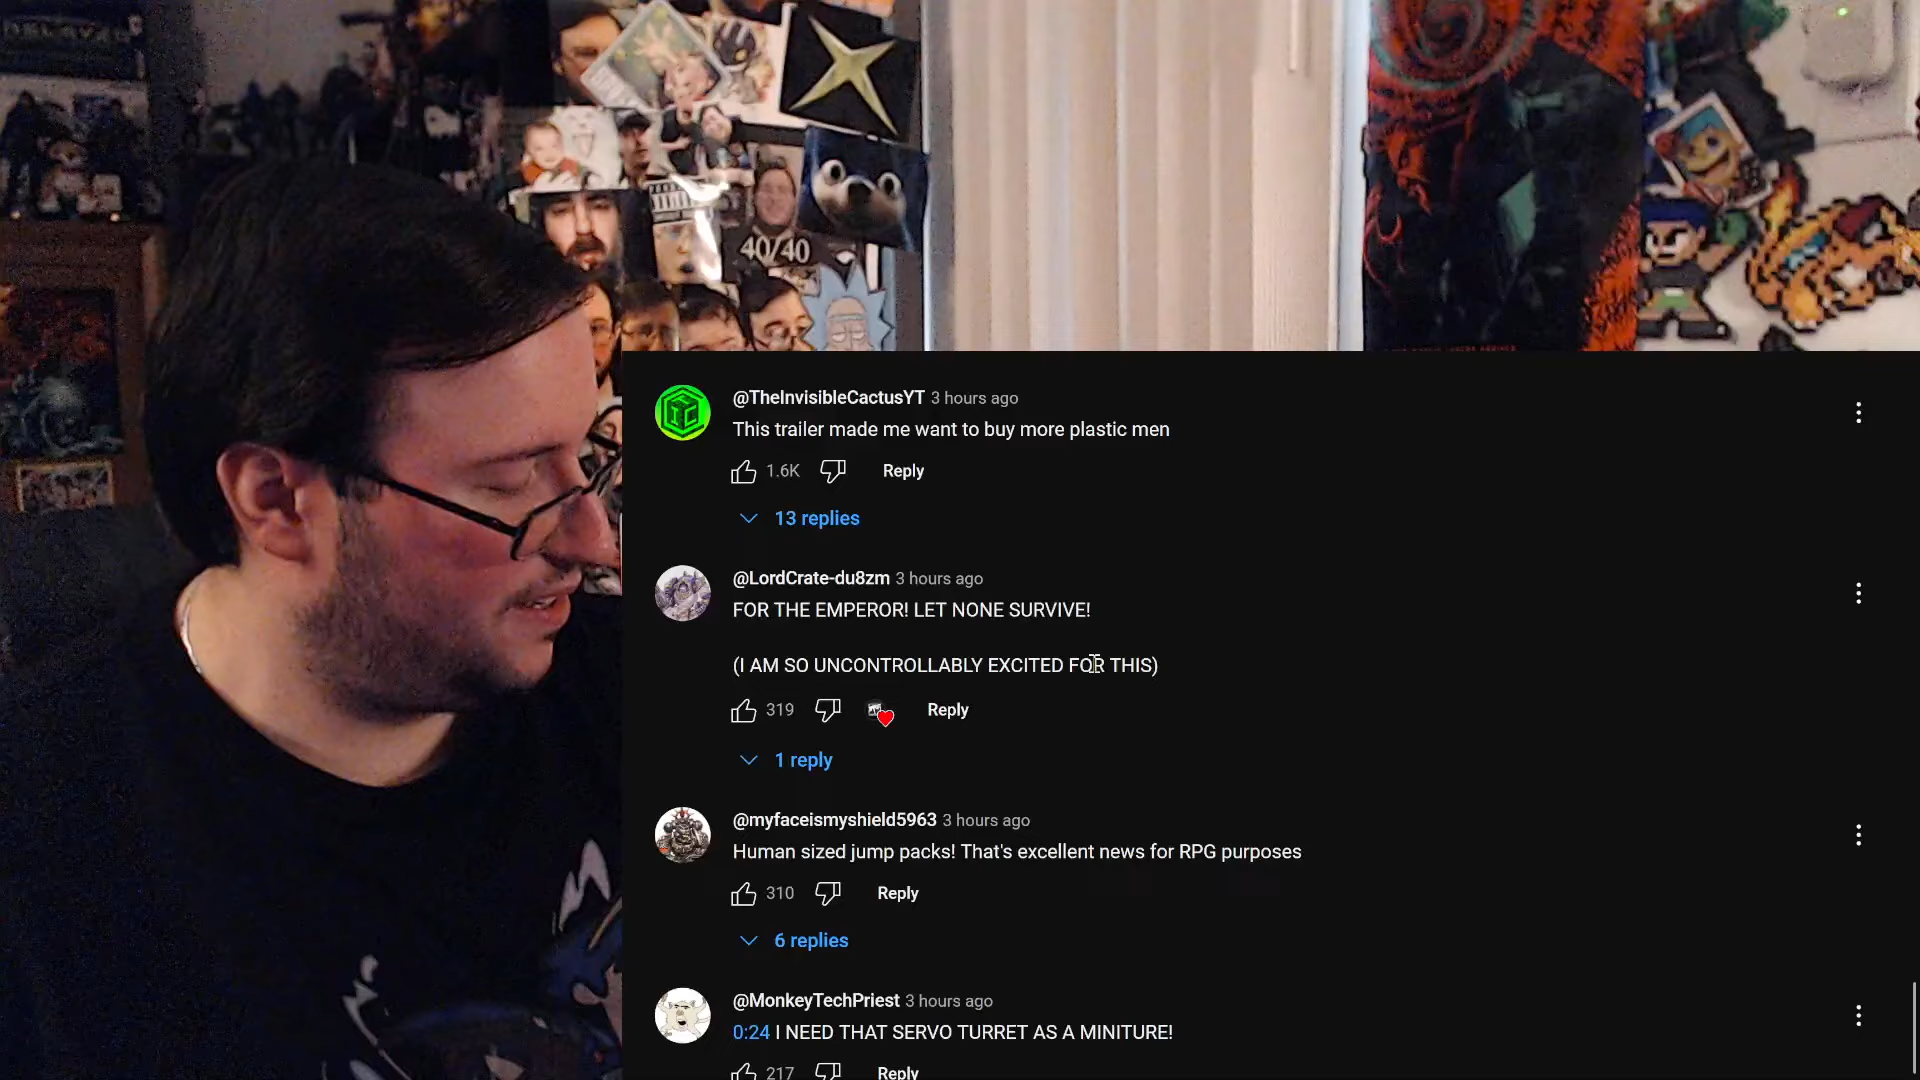 40/40
@TheInvisibleCactusYT 3 hours ago
This trailer made me want to buy more plastic men
1.6K Reply
13 replies
@LordCrate-du8zm 3 hours ago
FOR THE EMPEROR! LET NONE SURVIVE!
(I AM SO UNCONTROLLABLY EXCITED FOR THIS)
319 Reply
1 reply
@myfaceismyshield5963 3 hours ago
Human sized jump packs! That's excellent news for RPG purposes
310 Reply
6 replies
@MonkeyTechPriest 3 hours ago
0:24 I NEED THAT SERVO TURRET AS A MINITURE!
217 Reply